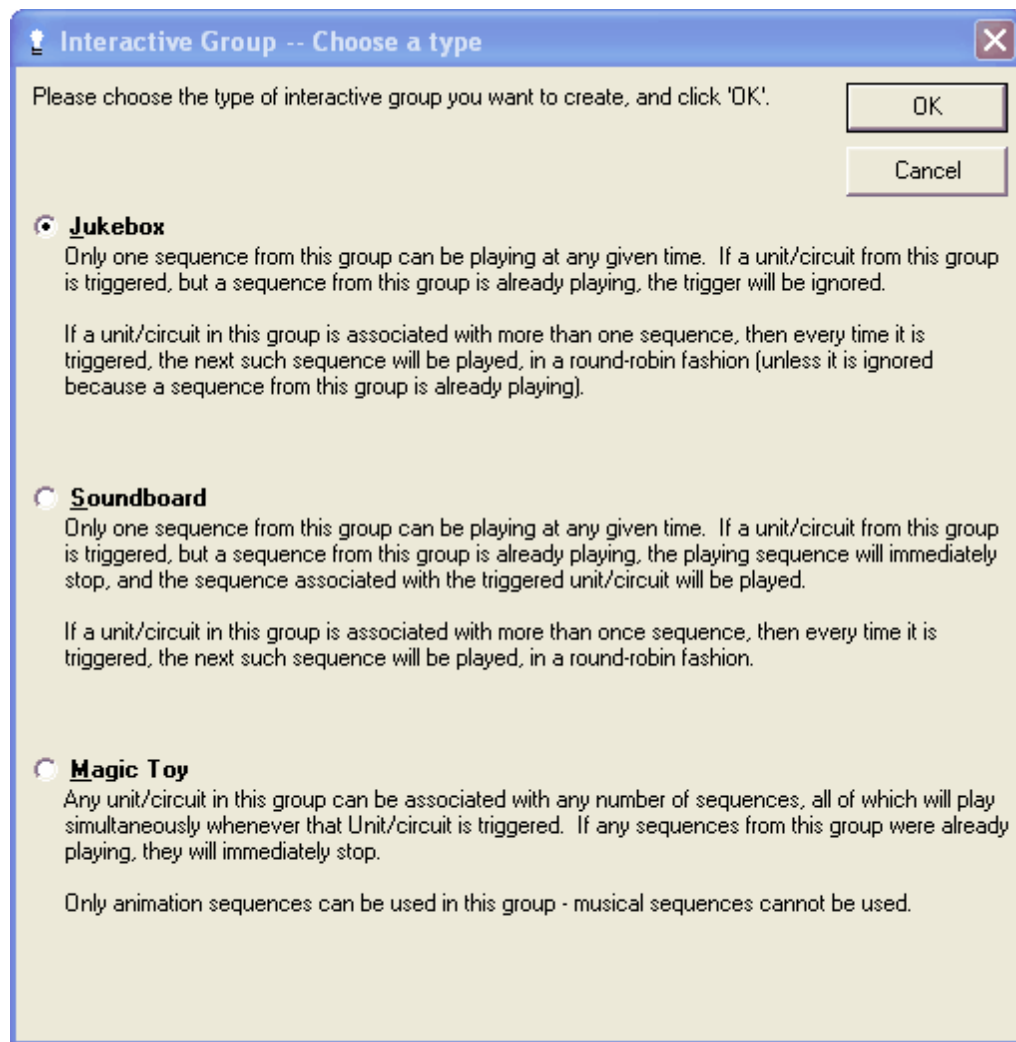 Interactive Group -- Choose a type
Please choose the type of interactive group you want to create, and click 'OK'.
OK
Cancel
Jukebox
Only one sequence from this group can be playing at any given time. If a unit/circuit from this group
is triggered, but a sequence from this group is already playing, the trigger will be ignored.
If a unit/circuit in this group is associated with more than one sequence, then every time it is
triggered, the next such sequence will be played, in a round-robin fashion (unless it is ignored
because a sequence from this group is already playing).
Soundboard
Only one sequence from this group can be playing at any given time. If a unit/circuit from this group
is triggered, but a sequence from this group is already playing, the playing sequence will immediately
stop, and the sequence associated with the triggered unit/circuit will be played.
If a unit/circuit in this group is associated with more than once sequence, then every time it is
triggered, the next such sequence will be played, in a round-robin fashion.
Magic Toy
Any unit/circuit in this group can be associated with any number of sequences, all of which will play
simultaneously whenever that Unit/circuit is triggered. If any sequences from this group were already
playing, they will immediately stop.
Only animation sequences can be used in this group - musical sequences cannot be used.